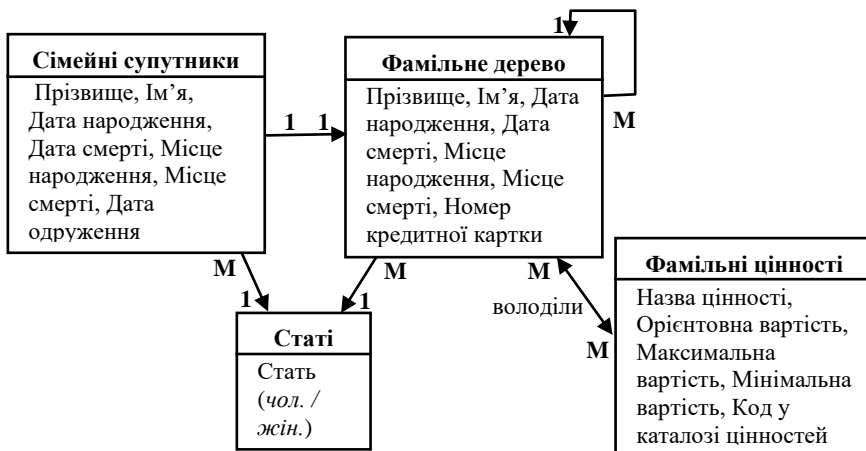 Сімейні супутники
Прізвище, Ім’я,
Дата народження,
Дата смерті, Місце
народження, Місце
смерті, Дата
одруження
1 1
Фамільне дерево
Прізвище, Ім’я, Дата
народження, Дата
смерті, Місце
народження, Місце
смерті, Номер
кредитної картки
1
М
М
1
М
1
М
володіли
М
Статі
Стать
(чол. /
жін.)
Фамільні цінності
Назва цінності,
Орієнтовна вартість,
Максимальна
вартість, Мінімальна
вартість, Код у
каталозі цінностей